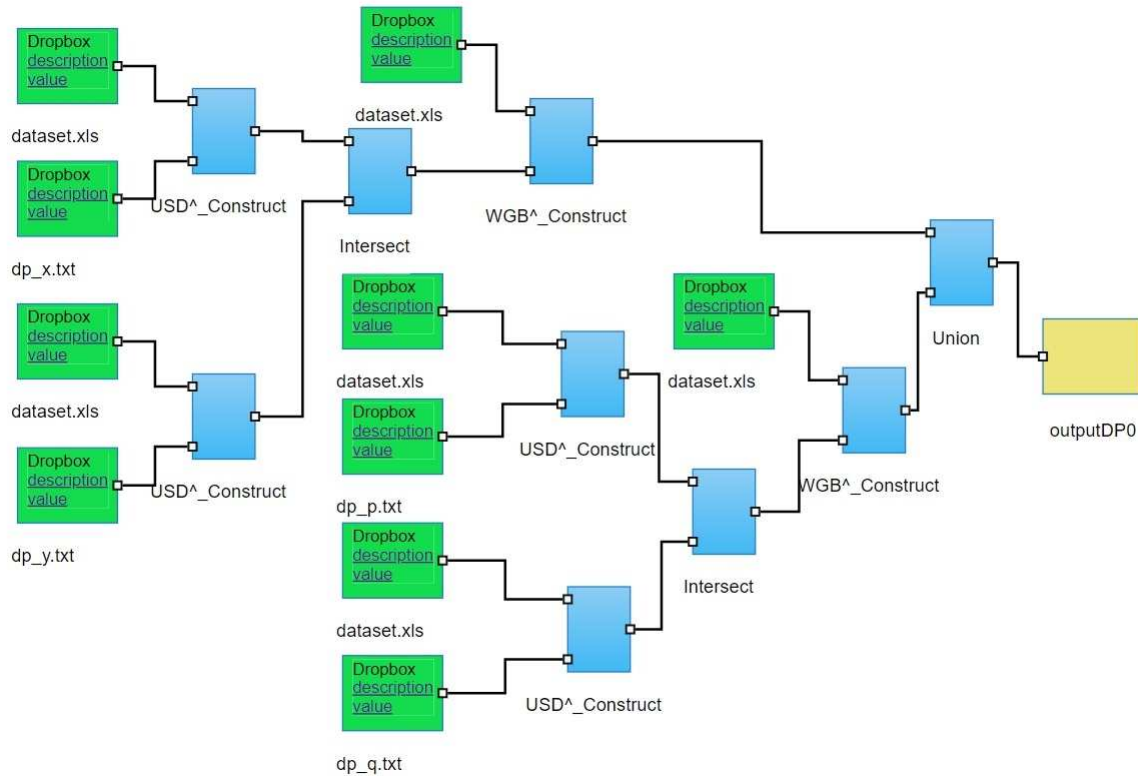 Dropbox
description
value
dataset.xls
Dropbox
description
value
dp_x.txt
USD^_Construct
Dropbox
description
value
dataset.xls
Dropbox
description
value
dp_y.txt
USD^_Construct
Intersect
Dropbox
description
value
dataset.xls
WGB^_Construct
Dropbox
description
value
dataset.xls
Dropbox
description
value
dp_p.txt
USD^_Construct
Dropbox
description
value
dataset.xls
Dropbox
description
value
dp_q.txt
USD^_Construct
Intersect
Dropbox
description
value
dataset.xls
WGB^_Construct
Union
outputDP0